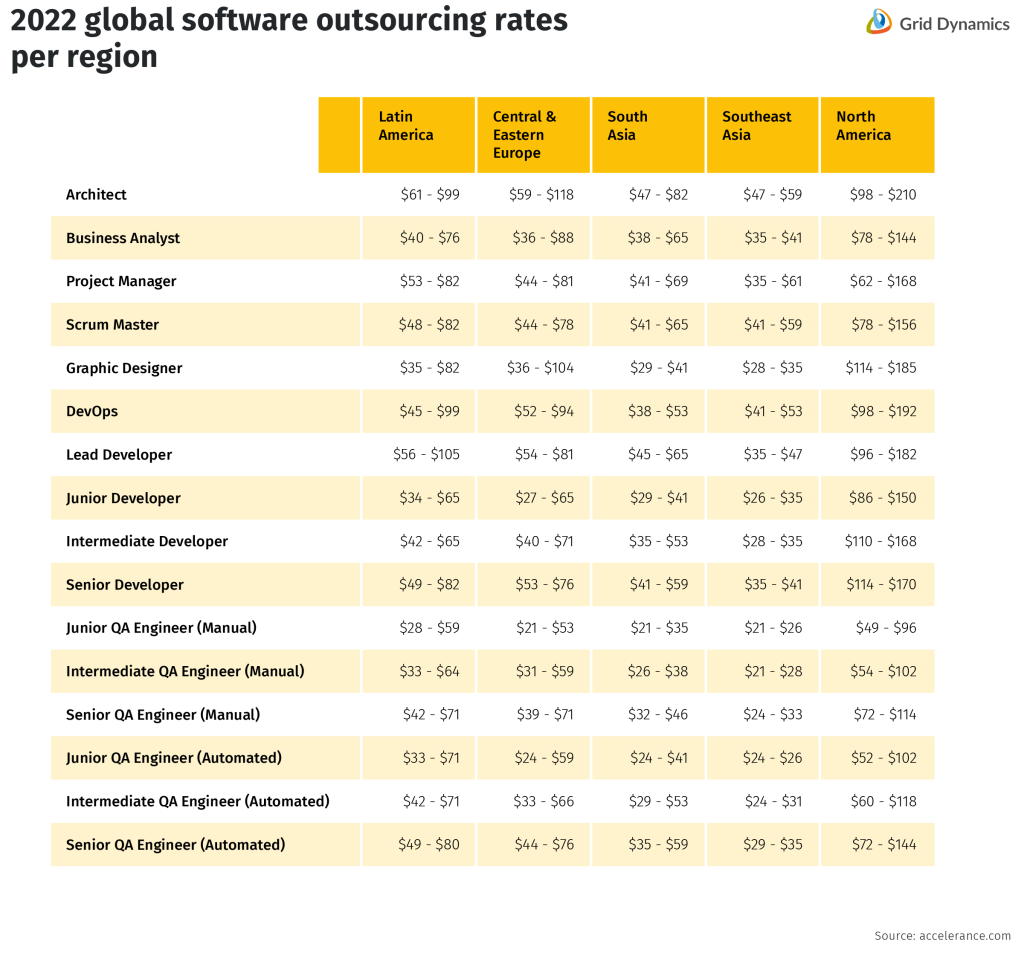 2022 global software outsourcing rates
per region
Grid Dynamics
Latin
America
Central &
Eastern
Europe
South
Asia
Southeast
Asia
North
America
Architect $61 - $99 $59 - $118 $47 - $82 $47 - $59 $98 - $210
Business Analyst $40 - $76 $36 - $88 $38 - $65 $35 - $41 $78 - $144
Project Manager $53 - $82 $44 - $81 $41 - $69 $35 - $61 $62 - $168
Scrum Master $48 - $82 $44 - $78 $41 - $65 $41 - $59 $78 - $156
Graphic Designer $35 - $82 $36 - $104 $29 - $41 $28 - $35 $114 - $185
DevOps $45 - $99 $52 - $94 $38 - $53 $41 - $53 $98 - $192
Lead Developer $56 - $105 $54 - $81 $45 - $65 $35 - $47 $96 - $182
Junior Developer $34 - $65 $27 - $65 $29 - $41 $26 - $35 $86 - $150
Intermediate Developer $42 - $65 $40 - $71 $35 - $53 $28 - $35 $110 - $168
Senior Developer $49 - $82 $53 - $76 $41 - $59 $35 - $41 $114 - $170
Junior QA Engineer (Manual) $28 - $59 $21 - $53 $21 - $35 $21 - $26 $49 - $96
Intermediate QA Engineer (Manual) $33 - $64 $31 - $59 $26 - $38 $21 - $28 $54 - $102
Senior QA Engineer (Manual) $42 - $71 $39 - $71 $32 - $46 $24 - $33 $72 - $114
Junior QA Engineer (Automated) $33 - $71 $24 - $59 $24 - $41 $24 - $26 $52 - $102
Intermediate QA Engineer (Automated) $42 - $71 $33 - $66 $29 - $53 $24 - $31 $60 - $118
Senior QA Engineer (Automated) $49 - $80 $44 - $76 $35 - $59 $29 - $35 $72 - $144
Source: accelerance.com